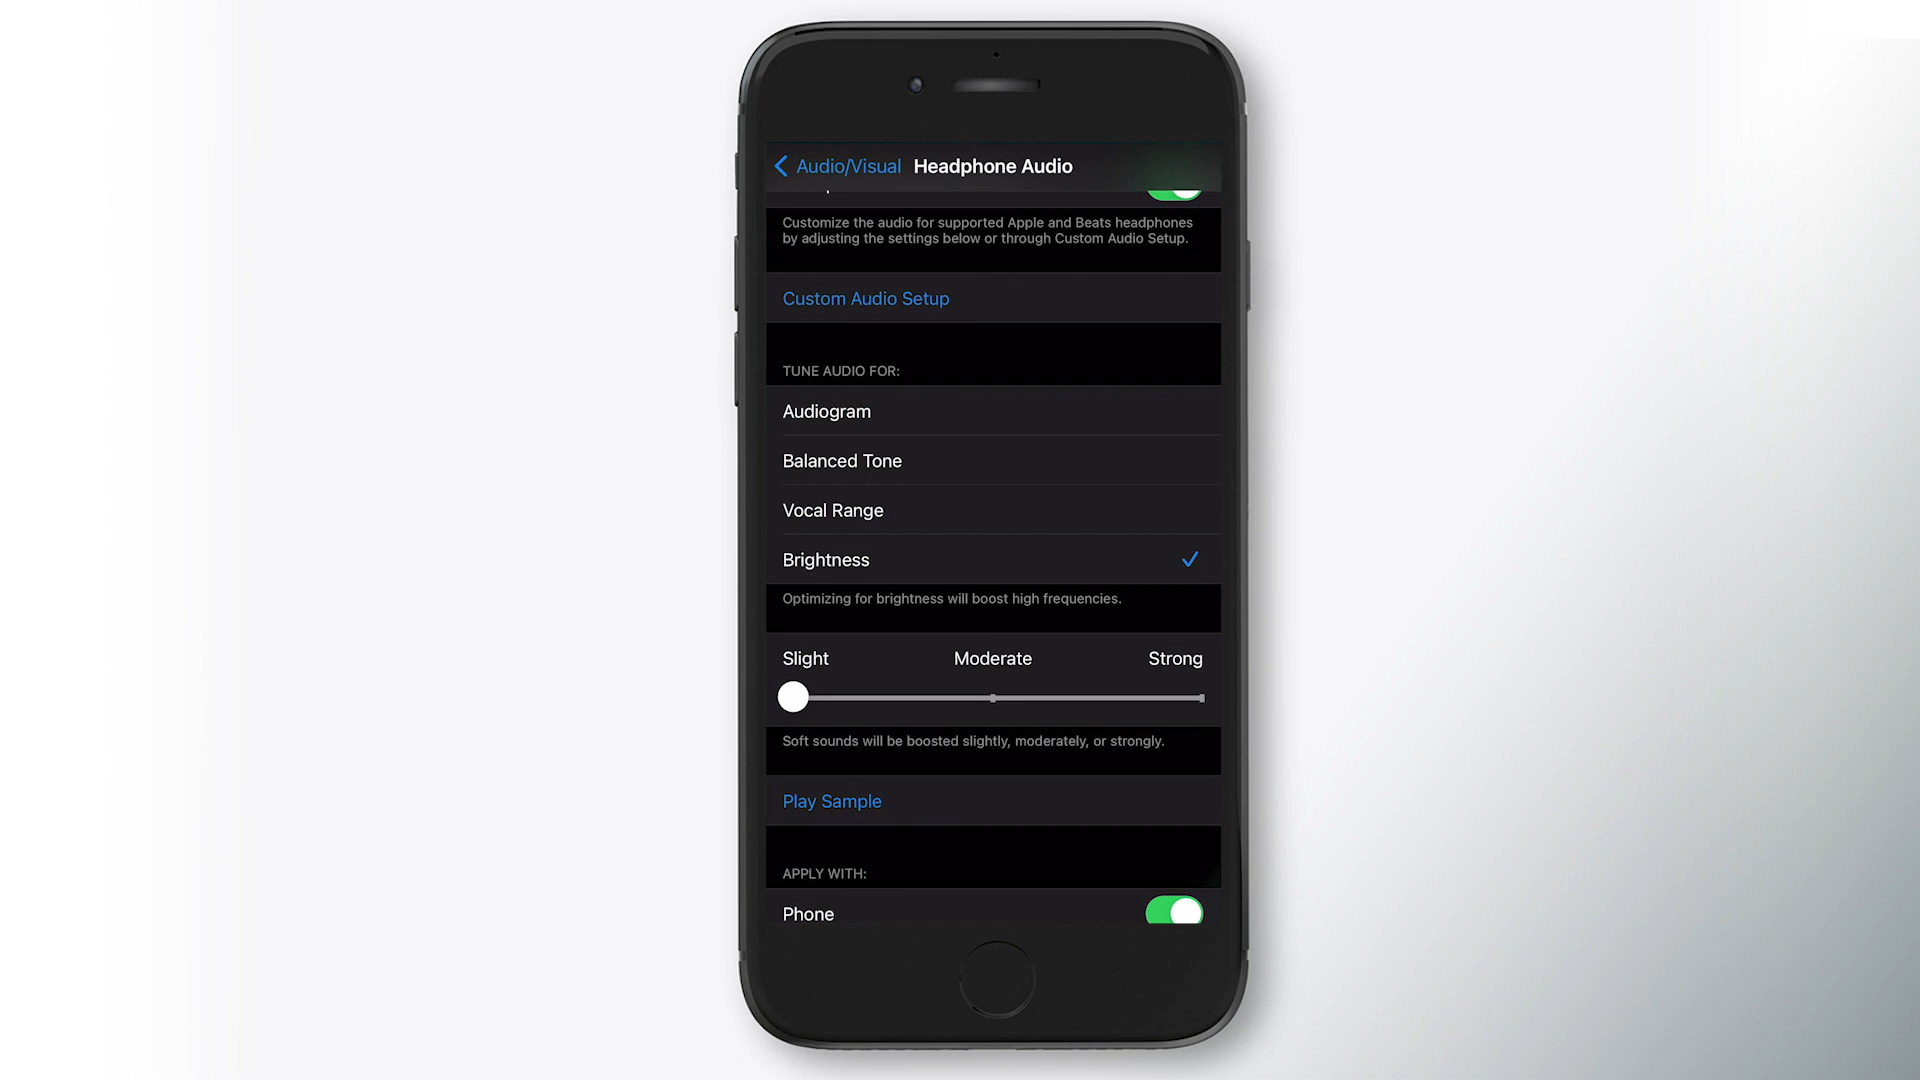 Audio/Visual Headphone Audio
Customize the audio for supported Apple and Beats headphones
by adjusting the settings below or through Custom Audio Setup.
Custom Audio Setup
TUNE AUDIO FOR:
Audiogram
Balanced Tone
Vocal Range
Brightness
Optimizing for brightness will boost high frequencies.
Slight Moderate Strong
Soft sounds will be boosted slightly, moderately, or strongly.
Play Sample
APPLY WITH:
Phone